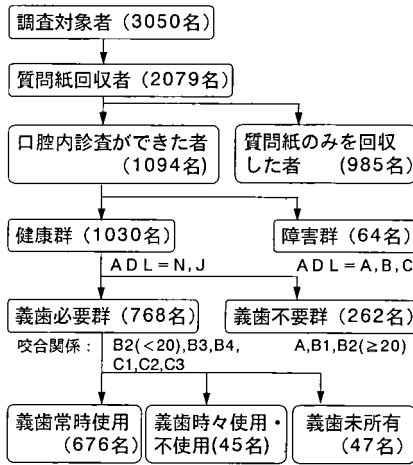 調査対象者(3050名)
質問紙回収者(2079名)
口腔内診査ができた者
(1094名)
質問紙のみを回収
した者 (985名)
健康群(1030名)
障害群(64名)
ADL=N,J
ADL=A,B,C
義歯必要群(768名)
義歯不要群(262名)
咬合関係: B2(<20),B3,B4,
C1,C2,C3
A,B1,B2(≧20)
義歯常時使用
(676名)
義歯時々使用・
不使用(45名)
義歯未所有
(47名)